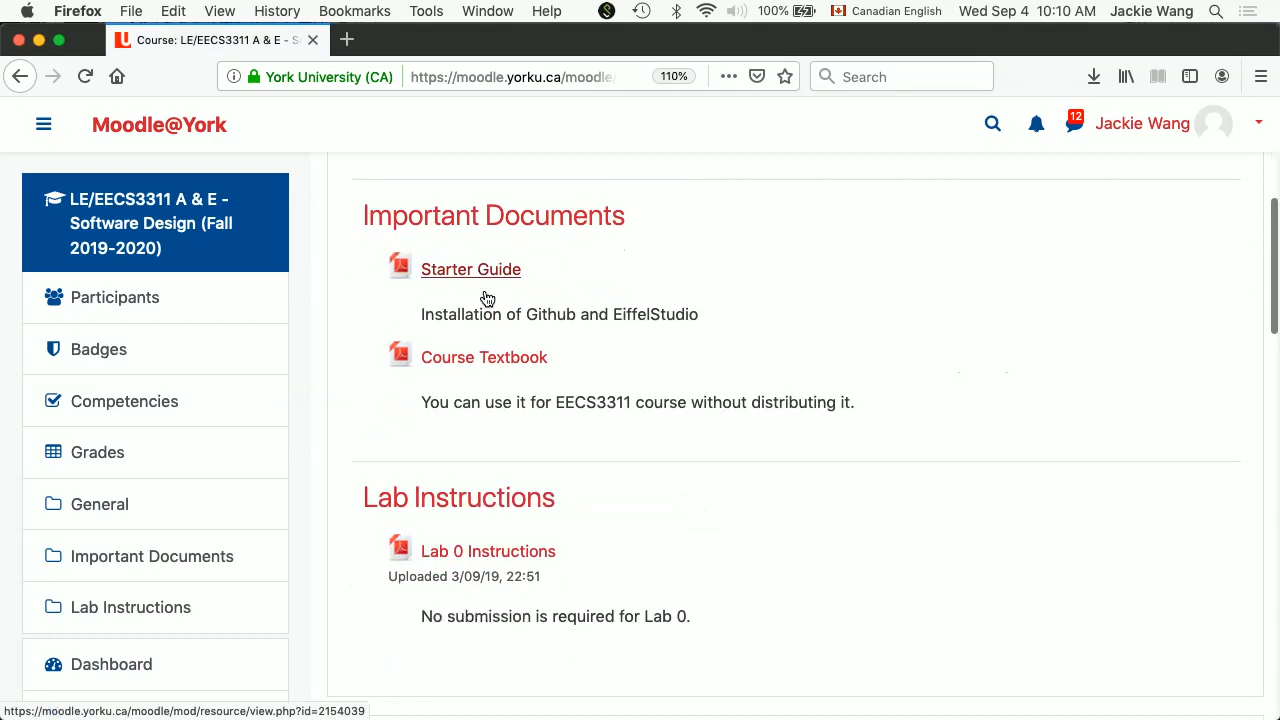 Firefox File Edit View History Bookmarks Tools Window Help S 100% Canadian English Wed Sep 4 10:10 AM Jackie Wang
Course: LE/EECS3311 A & E - S
York University (CA) https://moodle.yorku.ca/moodle/ 110% Search
Moodle@York 12 Jackie Wang
LE/EECS3311 A & E -
Software Design (Fall
2019-2020)
Participants
Badges
Competencies
Grades
General
Important Documents
Lab Instructions
Dashboard
Important Documents
Starter Guide
Installation of Github and EiffelStudio
Course Textbook
You can use it for EECS3311 course without distributing it.
Lab Instructions
Lab 0 Instructions
Uploaded 3/09/19, 22:51
No submission is required for Lab 0.
https://moodle.yorku.ca/moodle/mod/resource/view.php?id=2154039